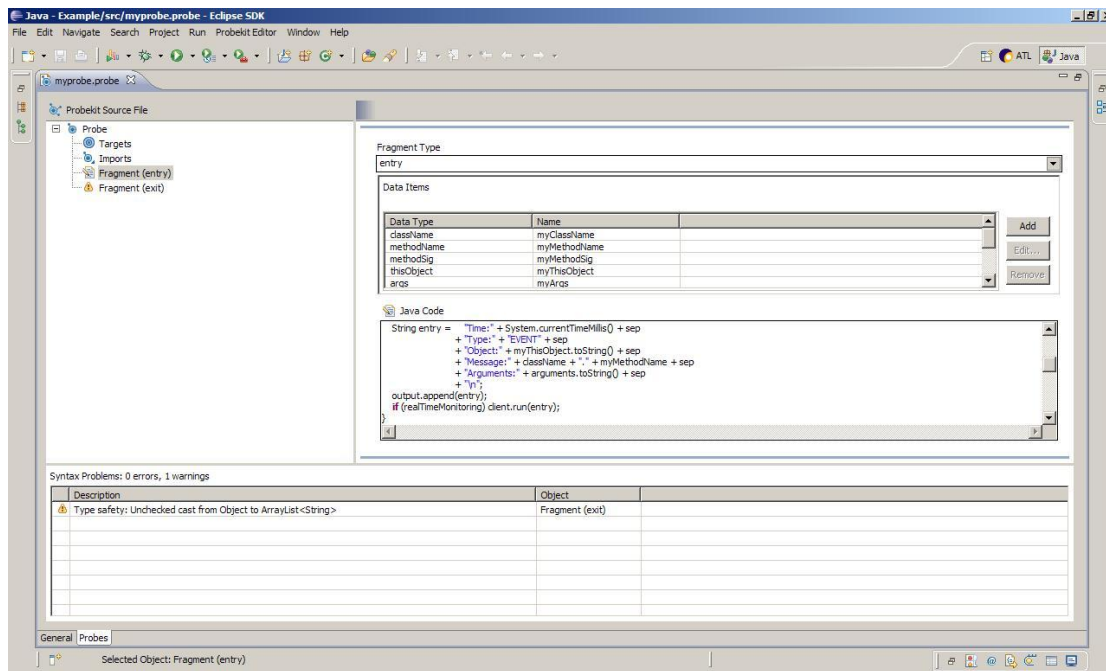 Java - Example/src/myprobe.probe - Eclipse SDK
File Edit Navigate Search Project Run Probekit Editor Window Help
ATL Java
myprobe.probe
Probekit Source File
Probe
Targets
Imports
Fragment (entry)
Fragment (exit)
Fragment Type
entry
Data Items
Data Type Name
className myClassName
methodName myMethodName
methodSig myMethodSig
thisObject myThisObject
args myArgs
Add
Edit...
Remove
Java Code
String entry = "Time:" + System.currentTimeMillis() + sep
+ "Type:" + "EVENT" + sep
+ "Object:" + myThisObject.toString() + sep
+ "Message:" + className + "." + myMethodName + sep
+ "Arguments:" + arguments.toString() + sep
+ "\n";
output.append(entry);
if (realTimeMonitoring) client.run(entry);
}
Syntax Problems: 0 errors, 1 warnings
Description Object
Type safety: Unchecked cast from Object to ArrayList<String> Fragment (exit)
General Probes
Selected Object: Fragment (entry)